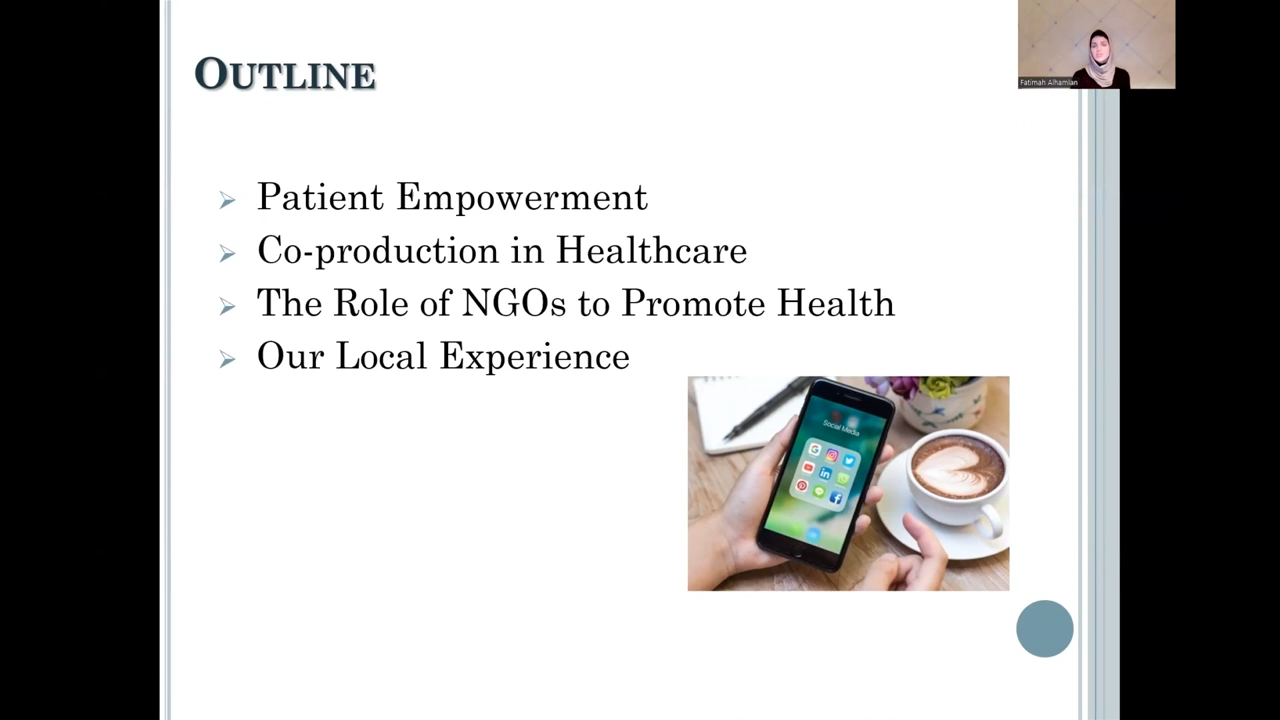 OUTLINE
Patient Empowerment
Co-production in Healthcare
The Role of NGOs to Promote Health
Our Local Experience
Social Media
Fatimah Alhamlan